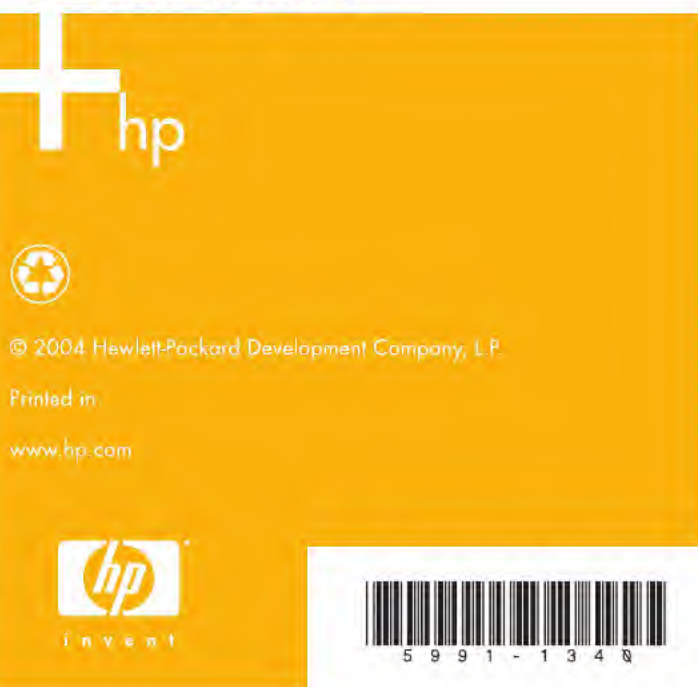 hp
© 2004 Hewlett-Packard Development Company, L.P.
Printed in
www.hp.com
hp
invent
5991-1340